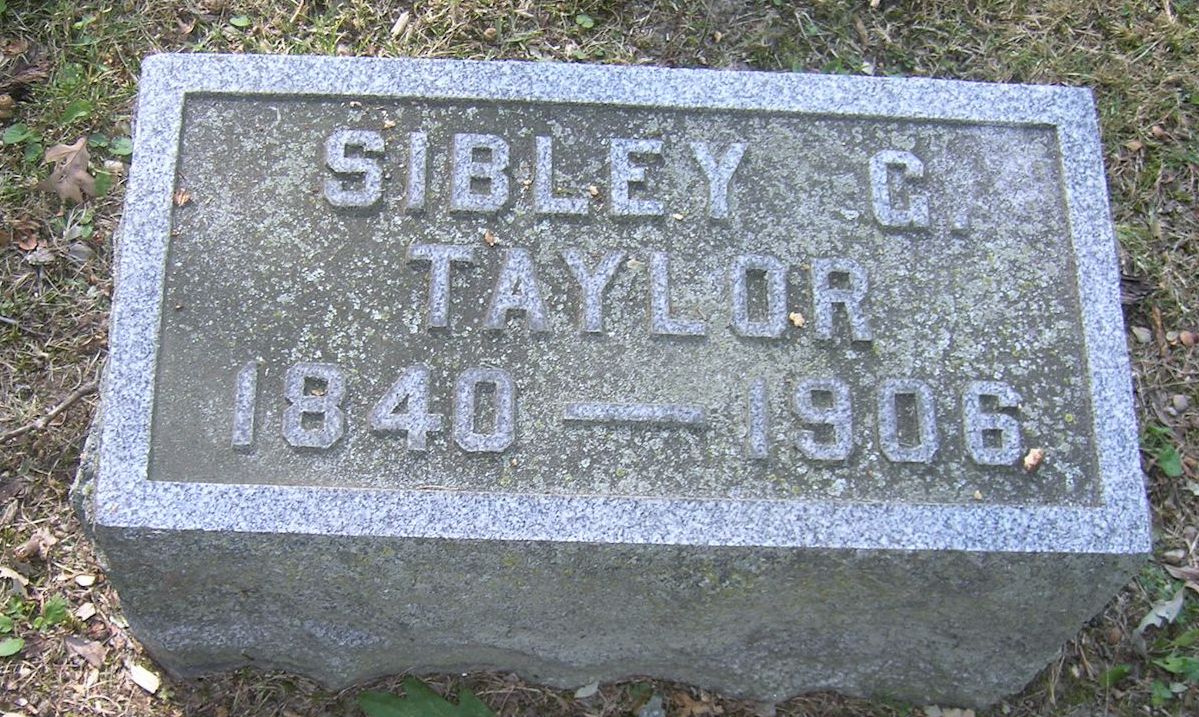 SIBLEY G.
TAYLOR
1840 — 1906